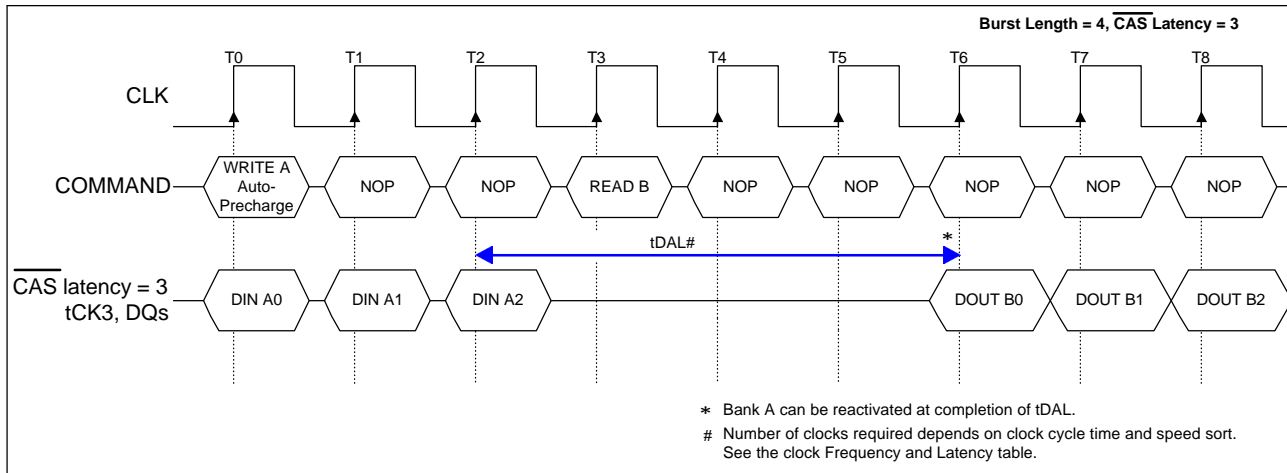 Burst Length = 4, CAS Latency = 3
T0 T1 T2 T3 T4 T5 T6 T7 T8
CLK
COMMAND
WRITE A
Auto-
Precharge
NOP NOP READ B NOP NOP NOP NOP NOP
tDAL# *
CAS latency = 3
tCK3, DQs
DIN A0 DIN A1 DIN A2 DOUT B0 DOUT B1 DOUT B2
* Bank A can be reactivated at completion of tDAL.
# Number of clocks required depends on clock cycle time and speed sort.
See the clock Frequency and Latency table.